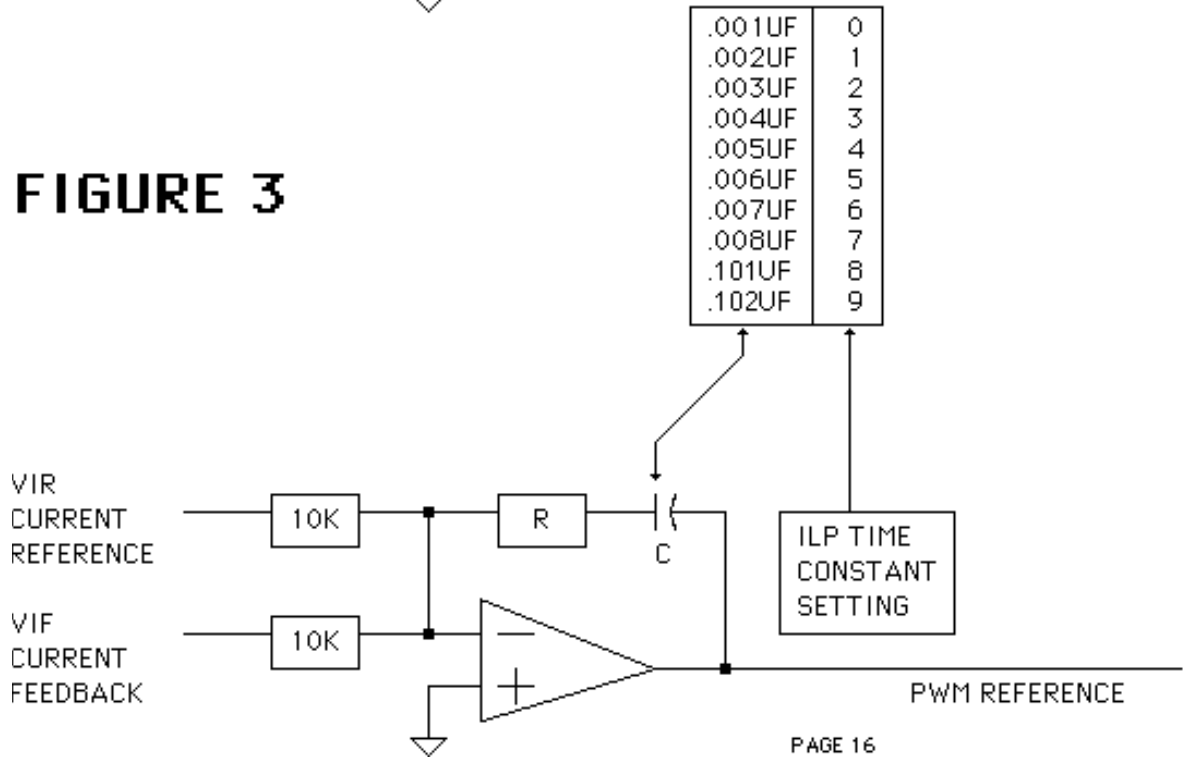 .001UF 0
.002UF 1
.003UF 2
.004UF 3
.005UF 4
.006UF 5
.007UF 6
.008UF 7
.101UF 8
.102UF 9
FIGURE 3
VIR
CURRENT
REFERENCE
10K
R
C
ILP TIME
CONSTANT
SETTING
VIF
CURRENT
FEEDBACK
10K
PWM REFERENCE
PAGE 16